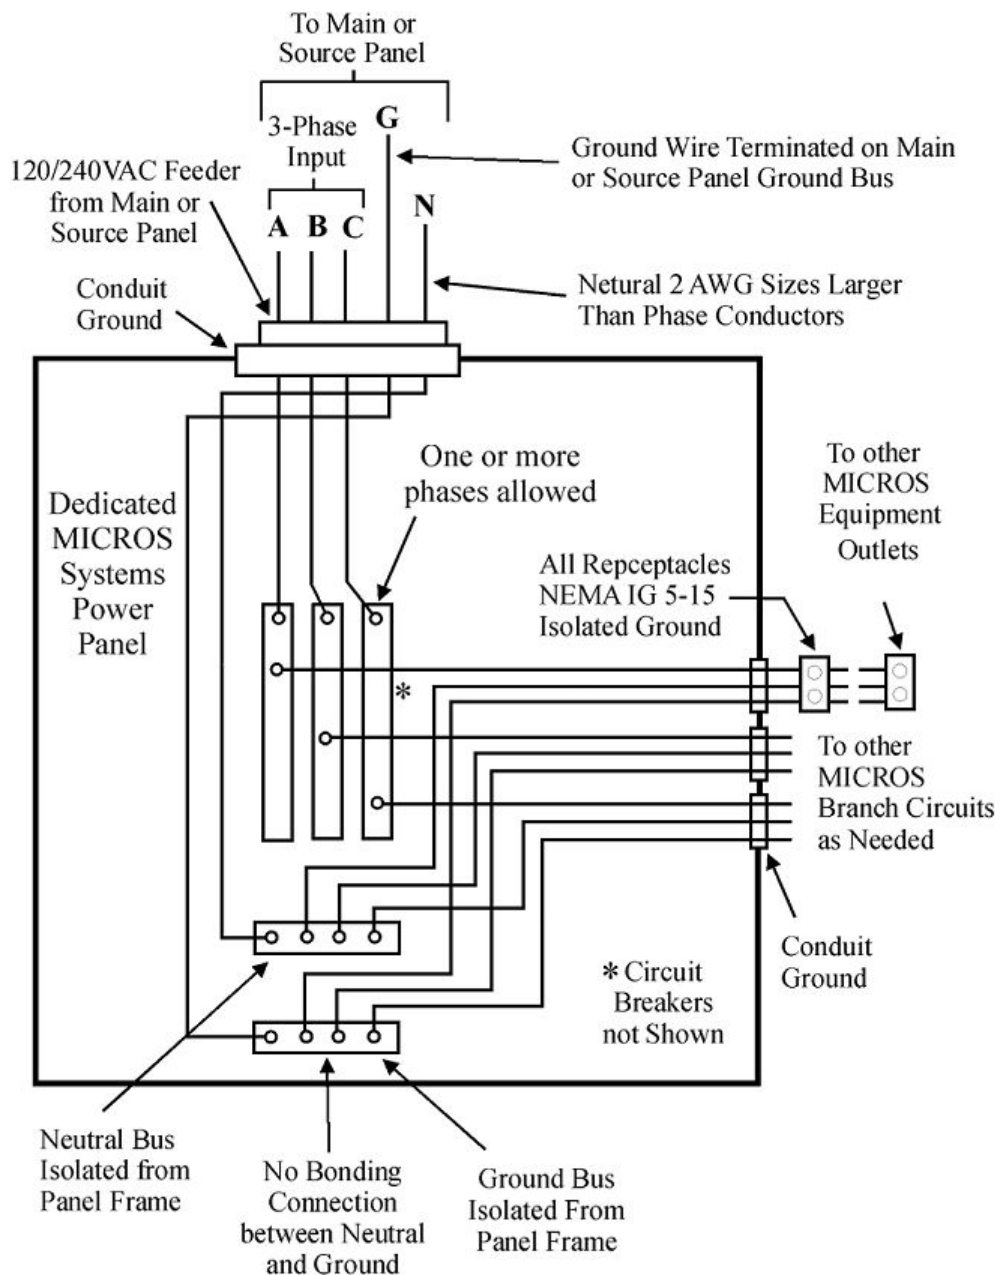 To Main or
Source Panel
3-Phase
Input
G
Ground Wire Terminated on Main
or Source Panel Ground Bus
120/240VAC Feeder
from Main or
Source Panel
A
B
C
N
Conduit
Ground
Netural 2 AWG Sizes Larger
Than Phase Conductors
One or more
phases allowed
To other
MICROS
Equipment
Outlets
Dedicated
MICROS
Systems
Power
Panel
All Repceptacles
NEMA IG 5-15
Isolated Ground
*
To other
MICROS
Branch Circuits
as Needed
* Circuit
Breakers
not Shown
Conduit
Ground
Neutral Bus
Isolated from
Panel Frame
No Bonding
Connection
between Neutral
and Ground
Ground Bus
Isolated From
Panel Frame